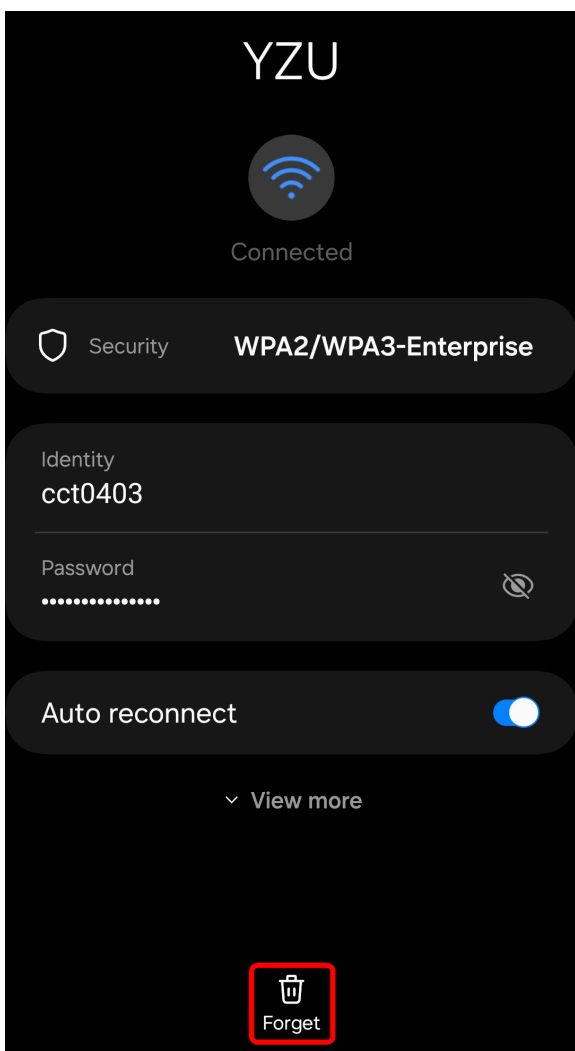 YZU
Connected
Security WPA2/WPA3-Enterprise
Identity
cct0403
Password
•••••••••••••••
Auto reconnect
View more
Forget